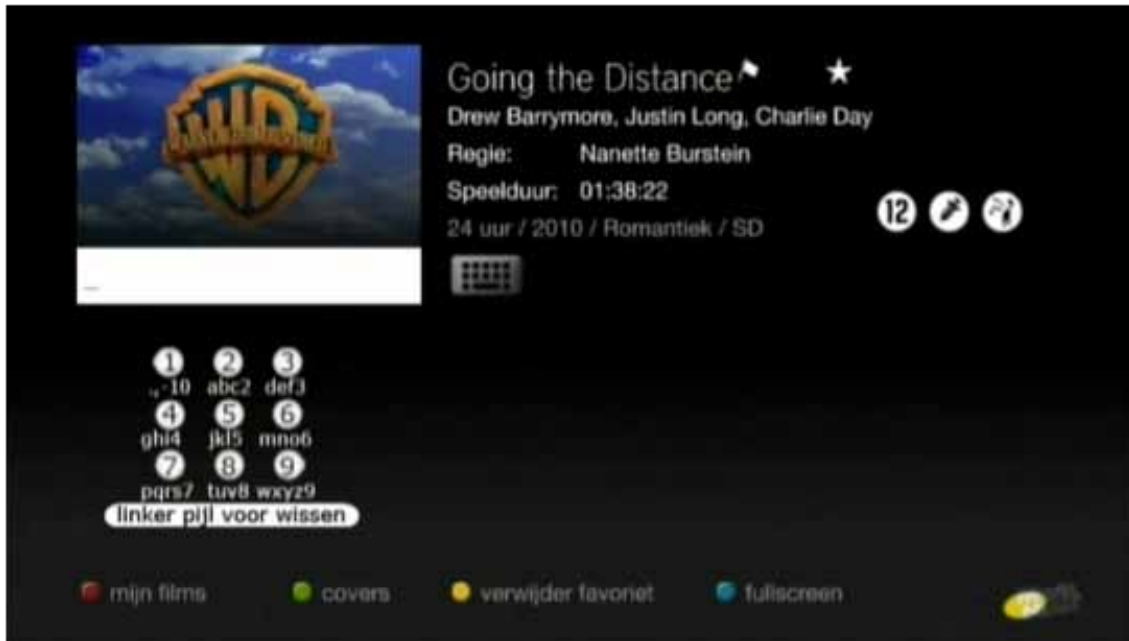 Going the Distance
Drew Barrymore, Justin Long, Charlie Day
Regie: Nanette Burstein
Speelduur: 01:38:22
24 uur / 2010 / Romantiek / SD
12
1 2 3
abc2 def3
4 5 6
ghi4 jkl5 mno6
7 8 9
pqrs7 tuv8 wxyz9
linker pijl voor wissen
mijn films covers verwijder favoriet fullscreen